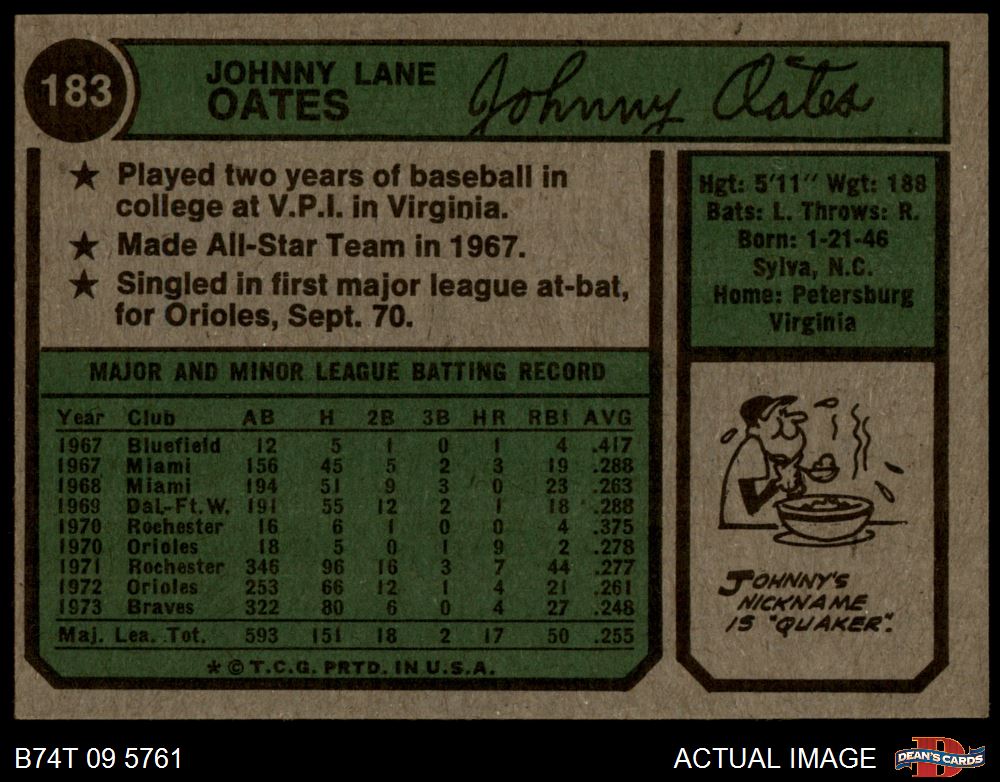 183
JOHNNY LANE
OATES
Johnny Oates
★ Played two years of baseball in
college at V.P.I. in Virginia.
★ Made All-Star Team in 1967.
★ Singled in first major league at-bat,
for Orioles, Sept. 70.
Hgt: 5'11" Wgt: 188
Bats: L. Throws: R.
Born: 1-21-46
Sylva, N.C.
Home: Petersburg
Virginia
MAJOR AND MINOR LEAGUE BATTING RECORD
Year Club AB H 2B 3B HR RBI AVG
1967 Bluefield 12 5 1 0 1 4 .417
1967 Miami 156 45 5 2 3 19 .288
1968 Miami 194 51 9 3 0 23 .263
1969 Dal.-Ft.W. 191 55 12 2 1 18 .288
1970 Rochester 16 6 1 0 0 4 .375
1970 Orioles 18 5 0 1 9 2 .278
1971 Rochester 346 96 16 3 7 44 .277
1972 Orioles 253 66 12 1 4 21 .261
1973 Braves 322 80 6 0 4 27 .248
Maj. Lea. Tot. 593 151 18 2 17 50 .255
★ © T.C.G. PRTD. IN U.S.A.
JOHNNY'S
NICKNAME
IS "QUAKER".
B74T 09 5761
ACTUAL IMAGE
D
DEAN'S CARDS